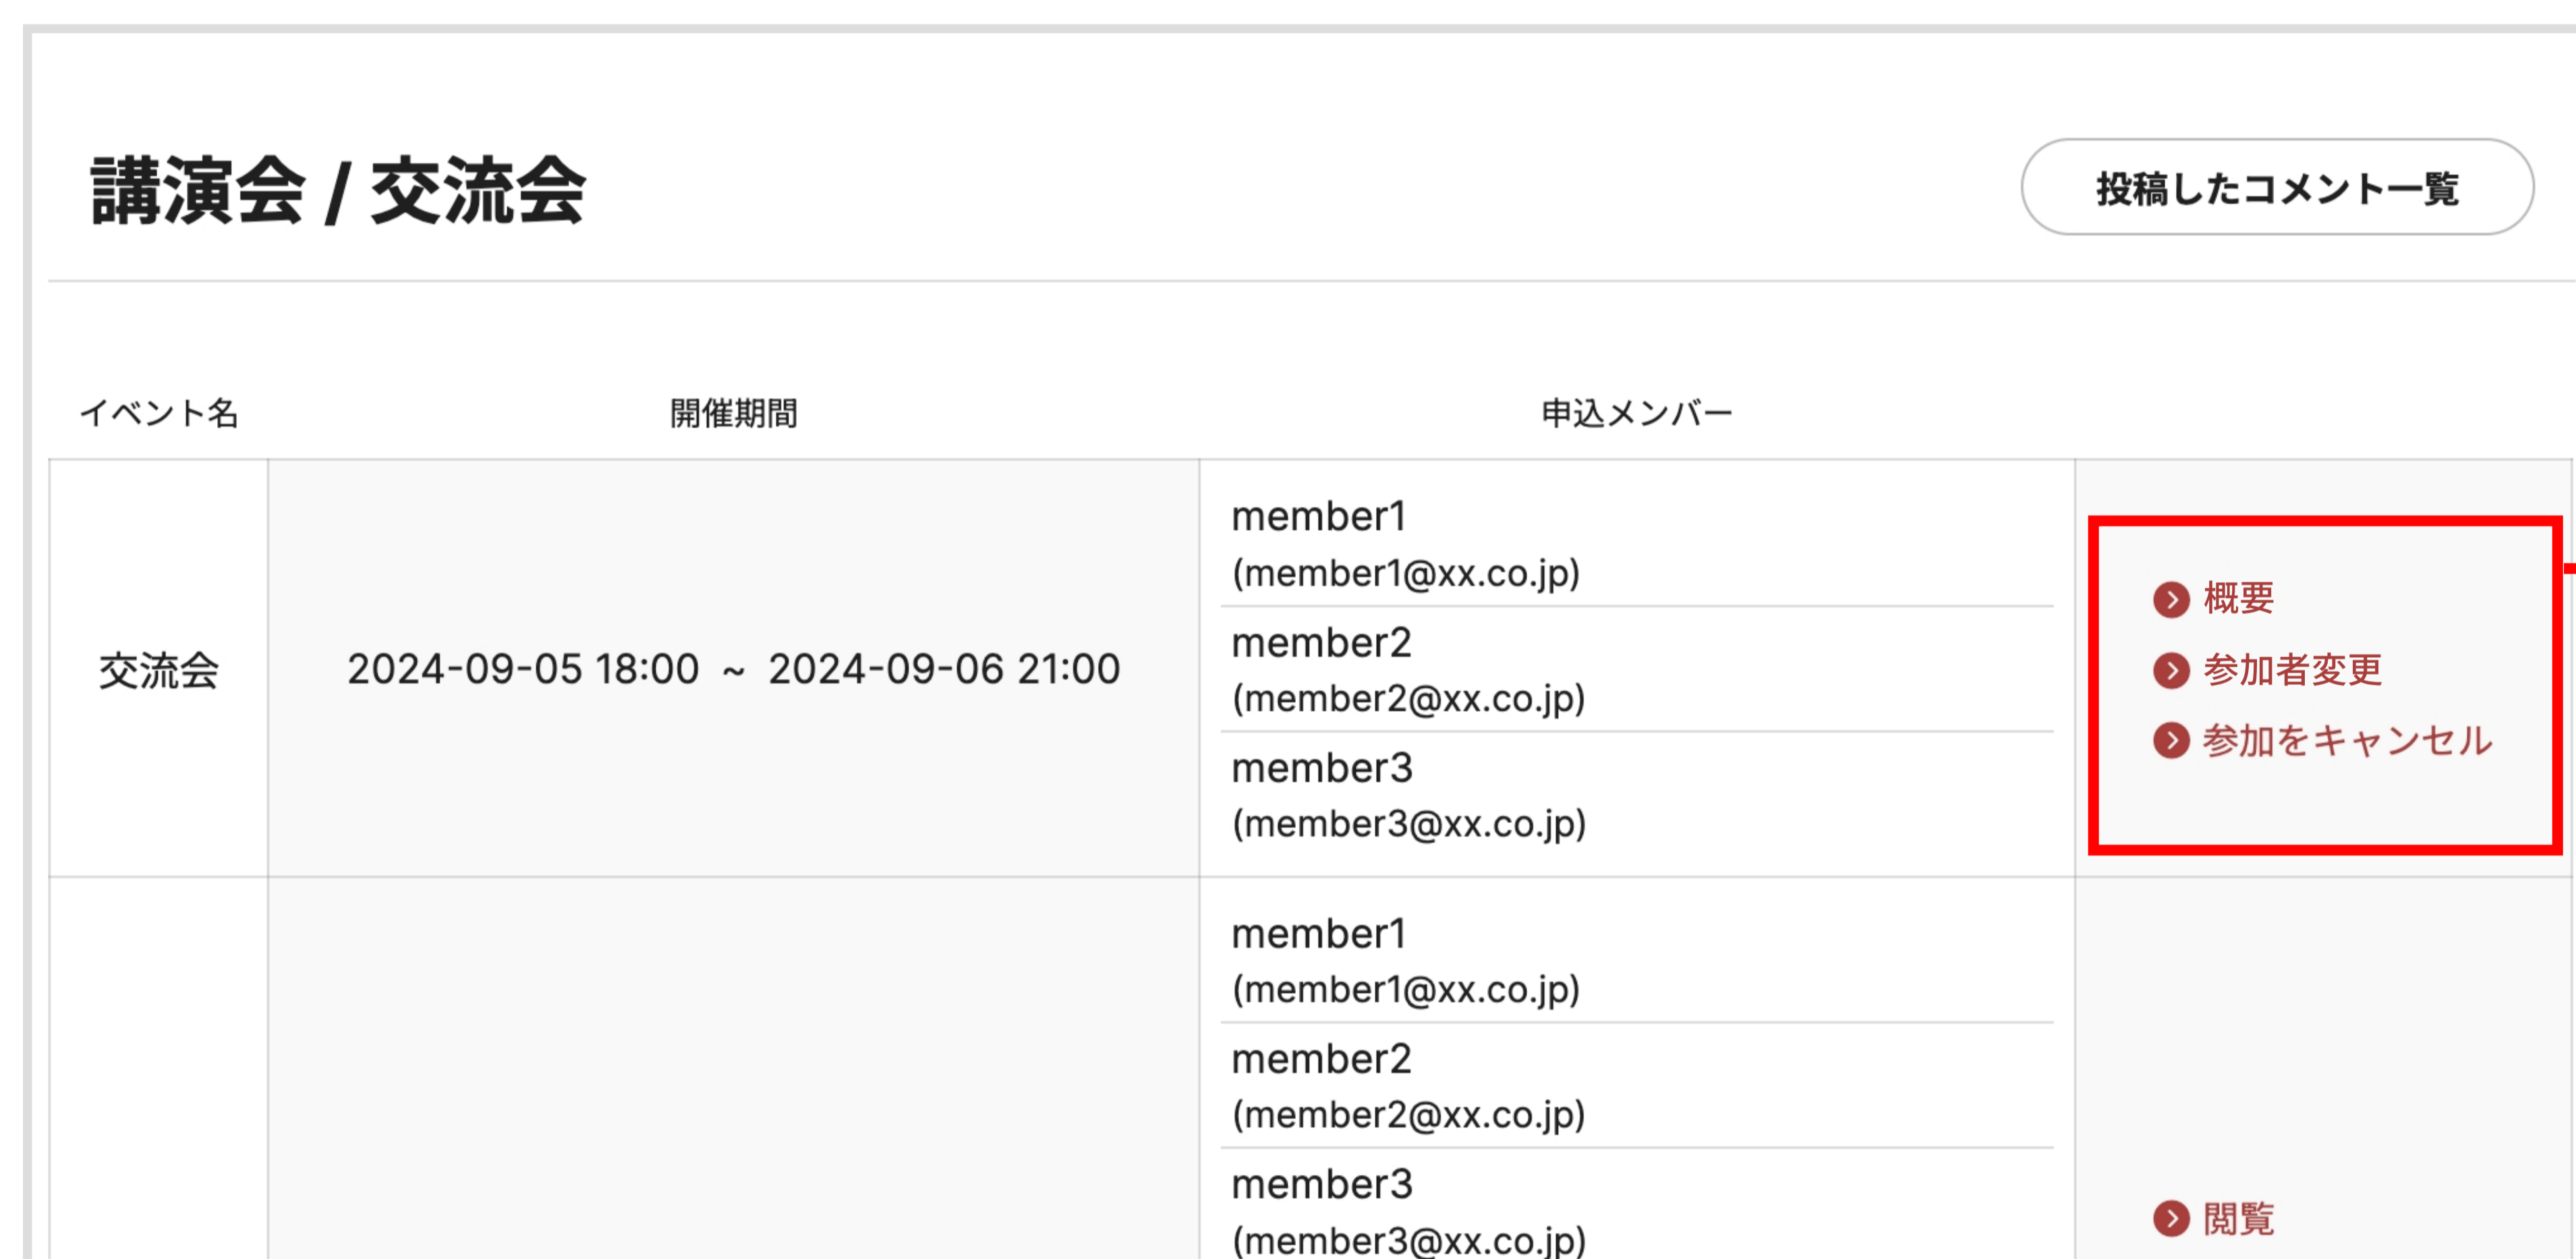 講演会 / 交流会
投稿したコメント一覧
イベント名 開催期間 申込メンバー
交流会
2024-09-05 18:00 ~ 2024-09-06 21:00
member1
(member1@xx.co.jp)
member2
(member2@xx.co.jp)
member3
(member3@xx.co.jp)
概要
参加者変更
参加をキャンセル
member1
(member1@xx.co.jp)
member2
(member2@xx.co.jp)
member3
(member3@xx.co.jp)
閲覧